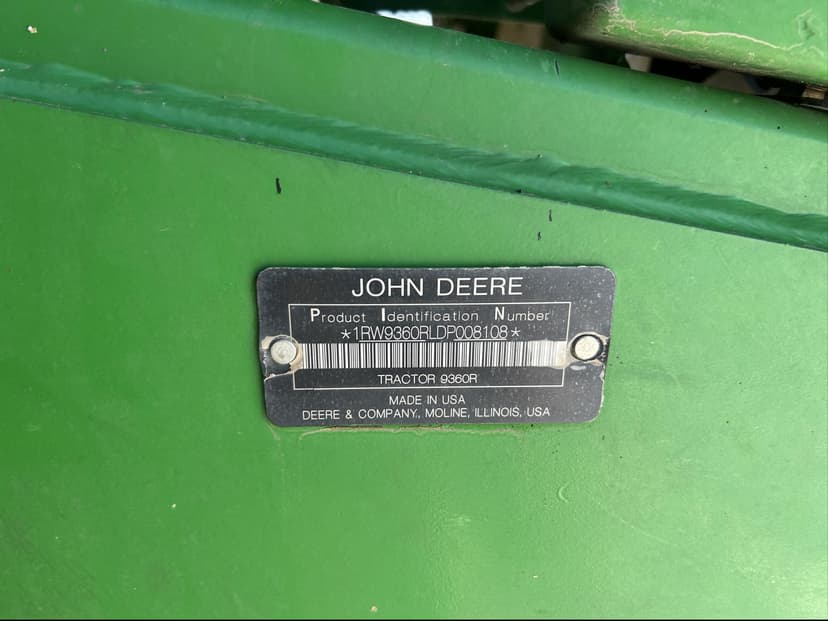 JOHN DEERE
Product Identification Number
*1RW9360RLDP008108*
TRACTOR 9360R
MADE IN USA
DEERE & COMPANY, MOLINE, ILLINOIS, USA